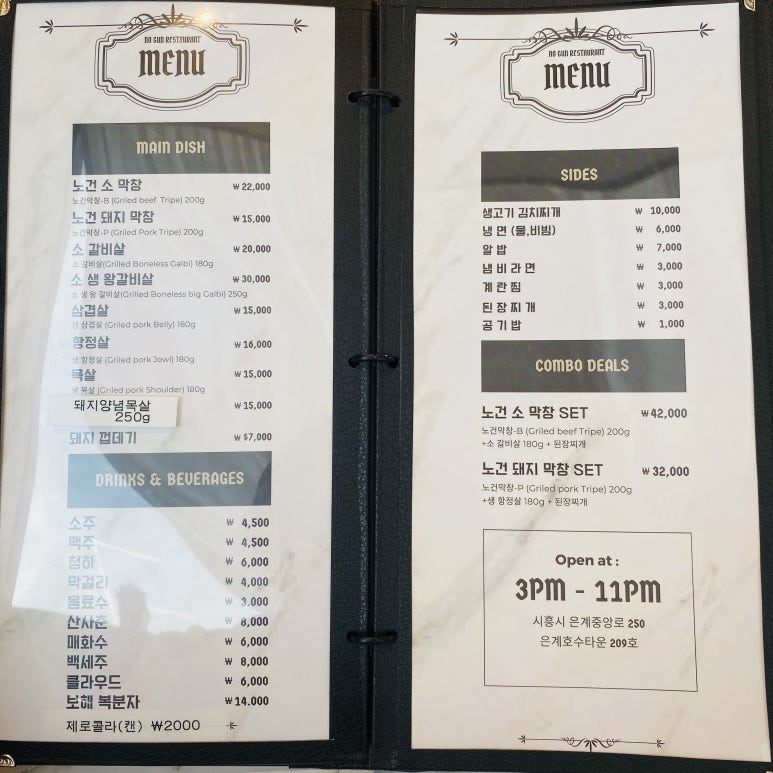 NO GUN RESTAURANT
MENU
MAIN DISH
노건 소 막창 ₩ 22,000
노건막창-B (Griled beef Tripe) 200g
노건 돼지 막창 ₩ 15,000
노건막창-P (Griled Pork Tripe) 200g
소 갈비살 ₩ 20,000
소 갈비살(Grilled Boneless Galbi) 180g
소 생 왕갈비살 ₩ 30,000
소 생 왕 갈비살(Grilled Boneless big Galbi) 250g
삼겹살 ₩ 15,000
생 삼겹살 (Griled pork Belly) 180g
항정살 ₩ 16,000
생 항정살 (Griled pork Jowl) 180g
목살 ₩ 15,000
생 목살 (Griled pork Shoulder) 180g
돼지양념목살 ₩ 15,000
250g
돼지 껍데기 ₩ $7,000
DRINKS & BEVERAGES
소주 ₩ 4,500
맥주 ₩ 4,500
청하 ₩ 6,000
막걸리 ₩ 4,000
음료수 ₩ 3.000
산사춘 ₩ 8,000
매화수 ₩ 6,000
백세주 ₩ 8,000
클라우드 ₩ 6,000
보해 복분자 ₩ 14.000
제로콜라(캔) ₩2000
NO GUN RESTAURANT
MENU
SIDES
생고기 김치찌개 ₩ 10,000
냉 면 (물,비빔) ₩ 6,000
알 밥 ₩ 7,000
냄 비 라 면 ₩ 3,000
계 란 찜 ₩ 3,000
된 장 찌 개 ₩ 3,000
공 기 밥 ₩ 1,000
COMBO DEALS
노건 소 막창 SET ₩42,000
노건막창-B (Griled beef Tripe) 200g
+소 갈비살 180g + 된장찌개
노건 돼지 막창 SET ₩ 32,000
노건막창-P (Griled pork Tripe) 200g
+생 항정살 180g + 된장찌개
Open at :
3PM - 11PM
시흥시 은계중앙로 250
은계호수타운 209호